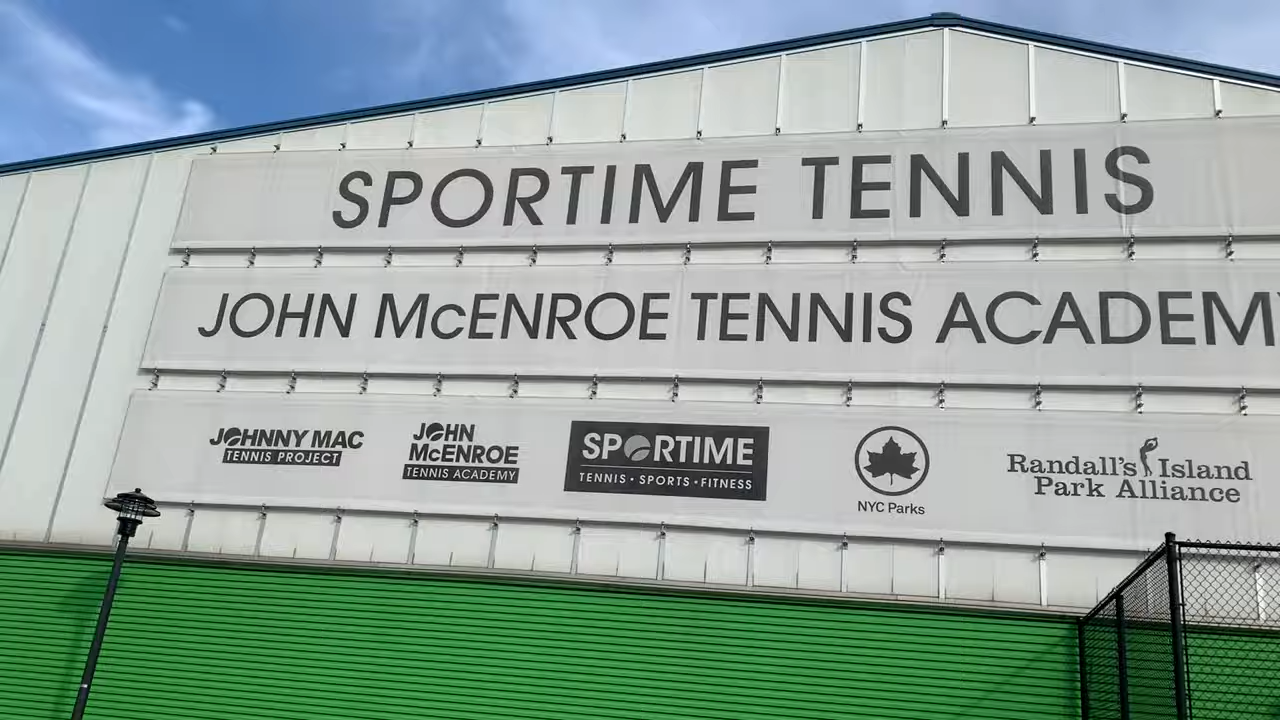 SPORTIME TENNIS
JOHN McENROE TENNIS ACADEM
JOHNNY MAC
TENNIS PROJECT
JOHN
McENROE
TENNIS ACADEMY
SPORTIME
TENNIS • SPORTS • FITNESS
NYC Parks
Randall's Island
Park Alliance